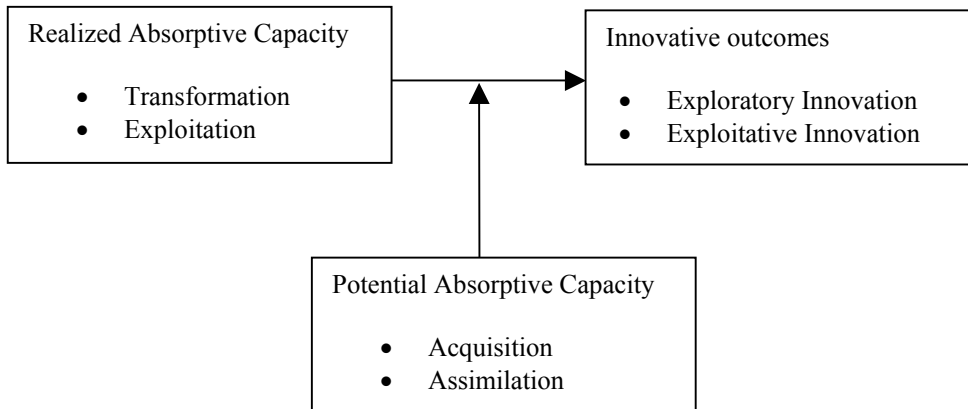 Realized Absorptive Capacity
• Transformation
• Exploitation
Innovative outcomes
• Exploratory Innovation
• Exploitative Innovation
Potential Absorptive Capacity
• Acquisition
• Assimilation